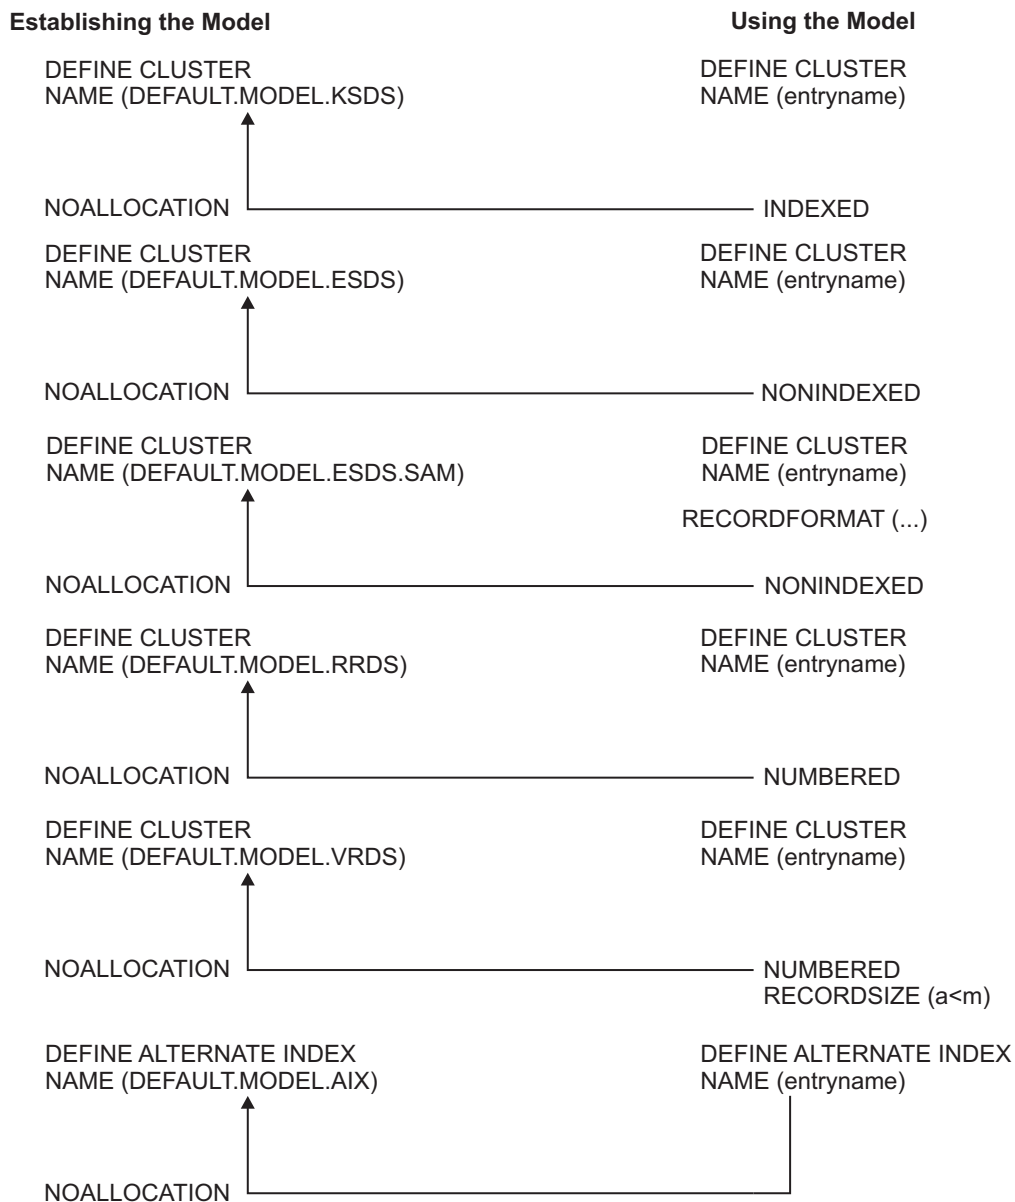 Establishing the Model
Using the Model
DEFINE CLUSTER
NAME (DEFAULT.MODEL.KSDS)
DEFINE CLUSTER
NAME (entryname)
NOALLOCATION
INDEXED
DEFINE CLUSTER
NAME (DEFAULT.MODEL.ESDS)
DEFINE CLUSTER
NAME (entryname)
NOALLOCATION
NONINDEXED
DEFINE CLUSTER
NAME (DEFAULT.MODEL.ESDS.SAM)
DEFINE CLUSTER
NAME (entryname)
RECORDFORMAT (...)
NOALLOCATION
NONINDEXED
DEFINE CLUSTER
NAME (DEFAULT.MODEL.RRDS)
DEFINE CLUSTER
NAME (entryname)
NOALLOCATION
NUMBERED
DEFINE CLUSTER
NAME (DEFAULT.MODEL.VRDS)
DEFINE CLUSTER
NAME (entryname)
NOALLOCATION
NUMBERED
RECORDSIZE (a<m)
DEFINE ALTERNATE INDEX
NAME (DEFAULT.MODEL.AIX)
DEFINE ALTERNATE INDEX
NAME (entryname)
NOALLOCATION